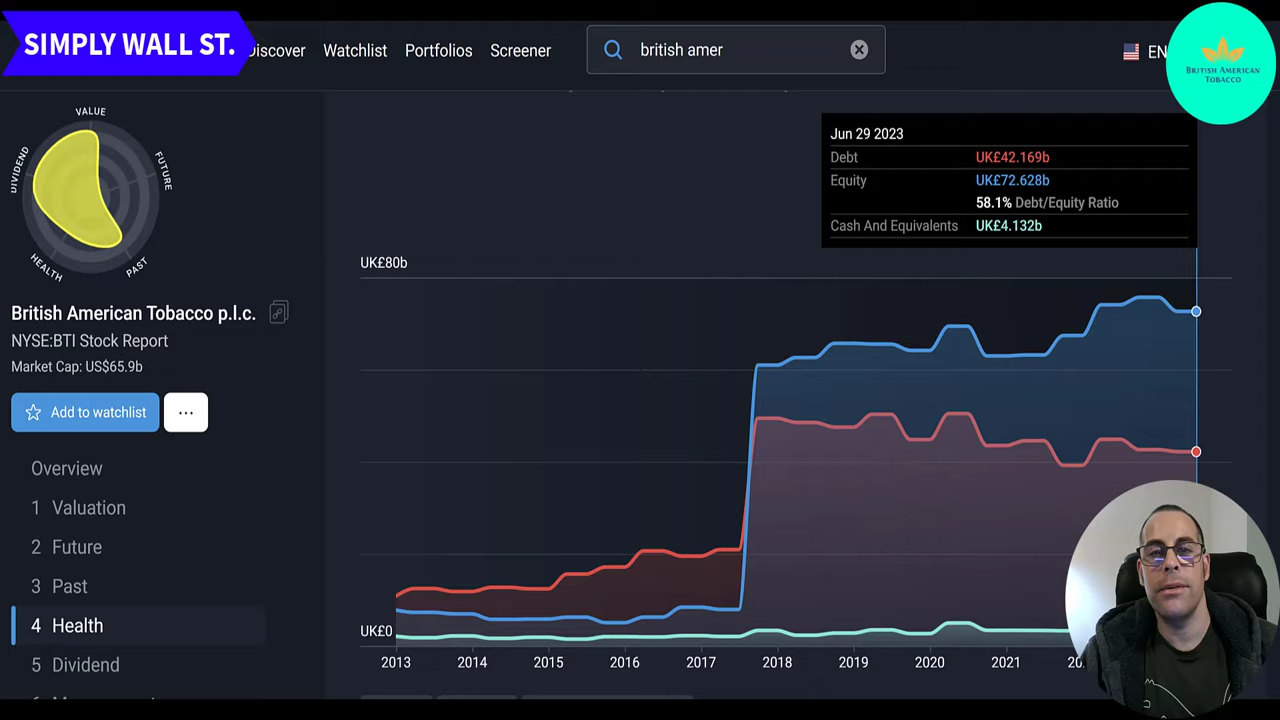 SIMPLY WALL ST.
Discover
Watchlist
Portfolios
Screener
british amer
EN
BRITISH AMERICAN
TOBACCO
VALUE
FUTURE
PAST
HEALTH
DIVIDEND
British American Tobacco p.l.c.
NYSE:BTI Stock Report
Market Cap: US$65.9b
Add to watchlist
...
Overview
1 Valuation
2 Future
3 Past
4 Health
5 Dividend
Jun 29 2023
Debt UK£42.169b
Equity UK£72.628b
58.1% Debt/Equity Ratio
Cash And Equivalents UK£4.132b
UK£80b
UK£0
2013 2014 2015 2016 2017 2018 2019 2020 2021